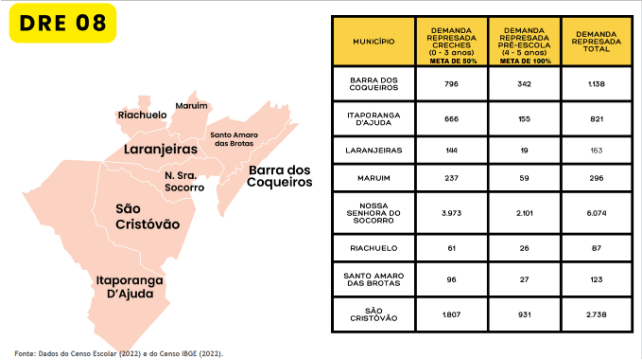 DRE 08
Riachuelo
Maruim
Santo Amaro
das Brotas
Laranjeiras
Barra dos
Coqueiros
N. Sra.
Socorro
São
Cristóvão
Itaporanga
D'Ajuda
MUNICÍPIO
DEMANDA
REPRESADA
CRECHES
(0 - 3 anos)
META DE 50%
DEMANDA
REPRESADA
PRÉ-ESCOLA
(4 - 5 anos)
META DE 100%
DEMANDA
REPRESADA
TOTAL
BARRA DOS
COQUEIROS
796
342
1.138
ITAPORANGA
D'AJUDA
666
155
821
LARANJEIRAS
144
19
163
MARUIM
237
59
296
NOSSA
SENHORA DO
SOCORRO
3.973
2.101
6.074
RIACHUELO
61
26
87
SANTO AMARO
DAS BROTAS
96
27
123
SÃO
CRISTÓVÃO
1.807
931
2.738
Fonte: Dados do Censo Escolar (2022) e do Censo IBGE (2022).